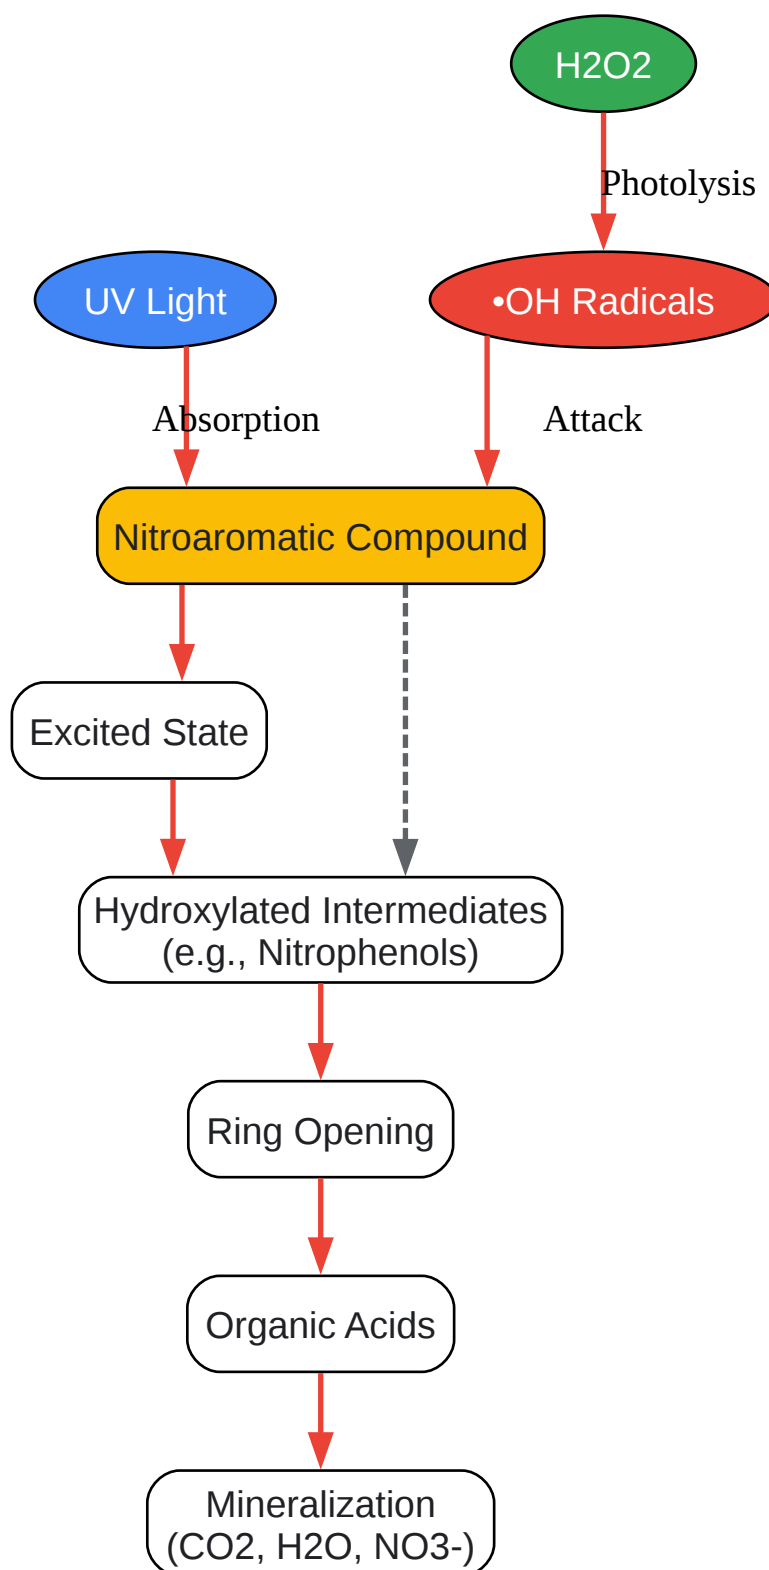 H2O2
Photolysis
UV Light
•OH Radicals
Absorption
Attack
Nitroaromatic Compound
Excited State
Hydroxylated Intermediates
(e.g., Nitrophenols)
Ring Opening
Organic Acids
Mineralization
(CO2, H2O, NO3-)